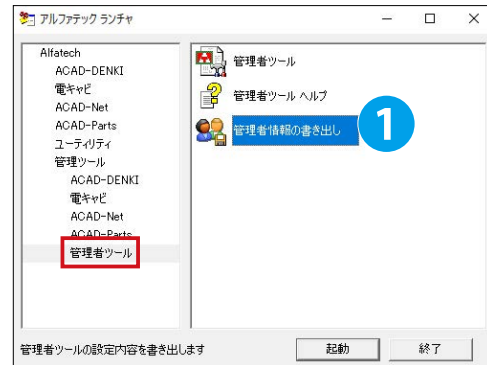 アルファテック ランチャ
Alfatech
ACAD-DENKI
電キャビ
ACAD-Net
ACAD-Parts
ユーティリティ
管理ツール
ACAD-DENKI
電キャビ
ACAD-Net
ACAD-Parts
管理者ツール
管理者ツール
管理者ツール ヘルプ
管理者情報の書き出し
1
管理者ツールの設定内容を書き出します
起動
終了